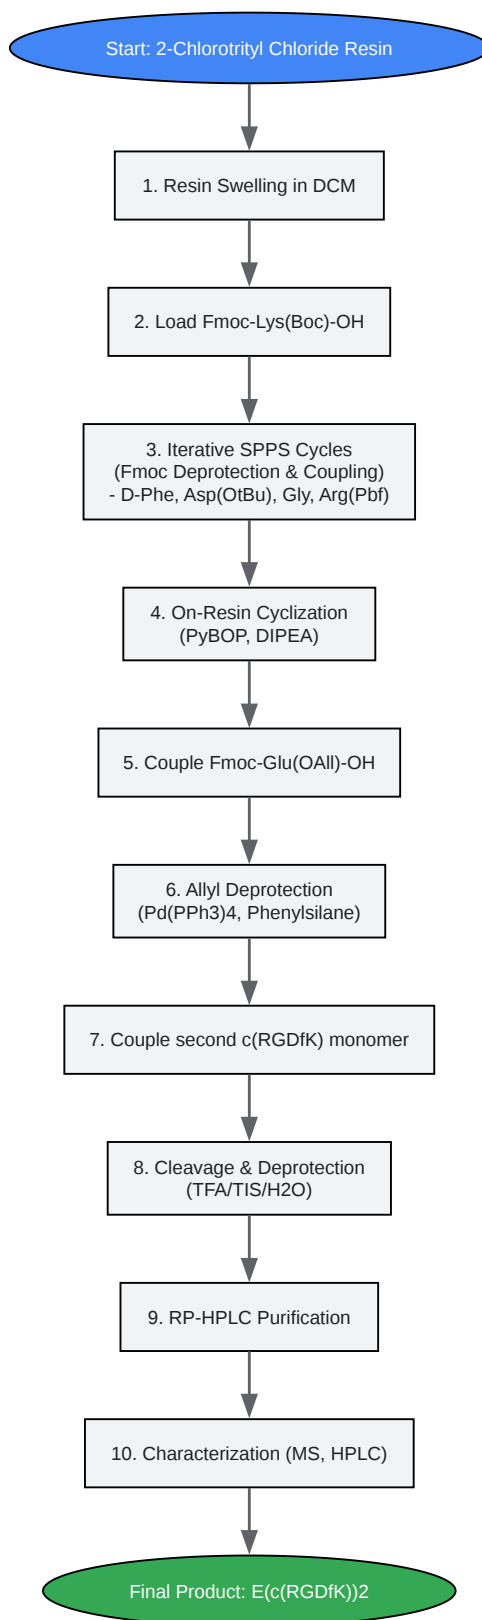 Start: 2-Chlorotrityl Chloride Resin
1. Resin Swelling in DCM
2. Load Fmoc-Lys(Boc)-OH
3. Iterative SPPS Cycles
(Fmoc Deprotection & Coupling)
- D-Phe, Asp(OtBu), Gly, Arg(Pbf)
4. On-Resin Cyclization
(PyBOP, DIPEA)
5. Couple Fmoc-Glu(OAll)-OH
6. Allyl Deprotection
(Pd(PPh3)4, Phenylsilane)
7. Couple second c(RGDfK) monomer
8. Cleavage & Deprotection
(TFA/TIS/H2O)
9. RP-HPLC Purification
10. Characterization (MS, HPLC)
Final Product: E(c(RGDfK))2